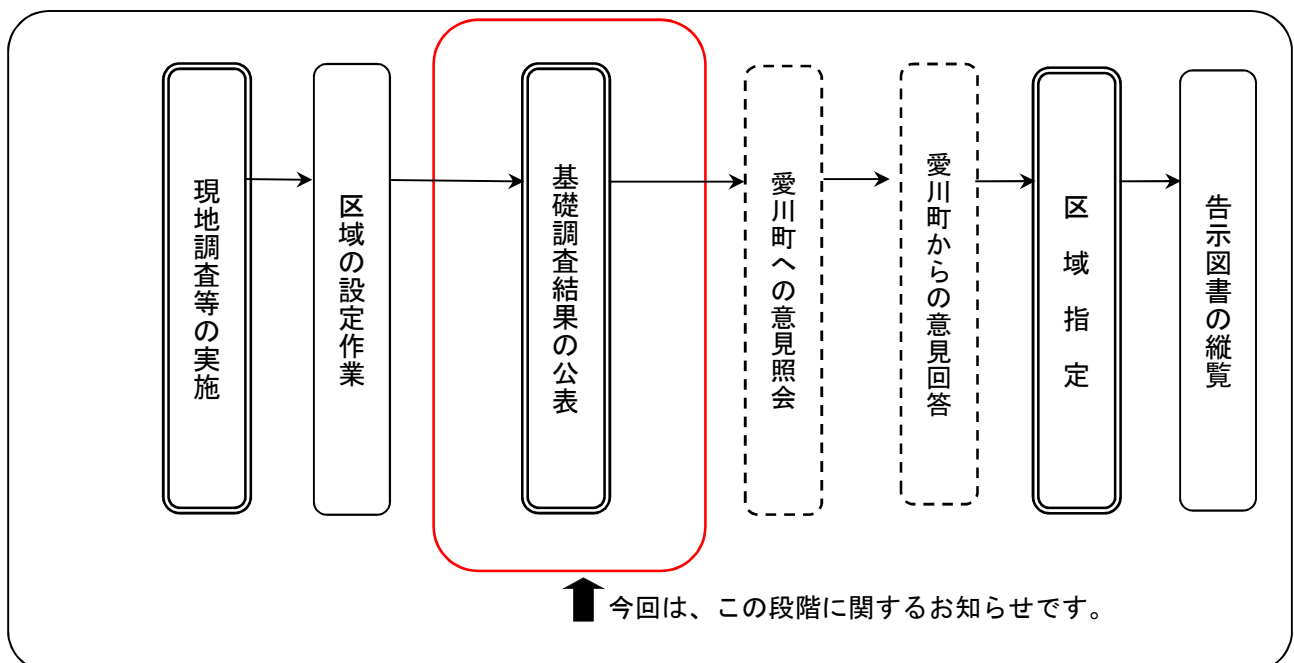 現地調査等の実施
区域の設定作業
基礎調査結果の公表
愛川町への意見照会
愛川町からの意見回答
区域指定
告示図書の縦覧
今回は、この段階に関するお知らせです。